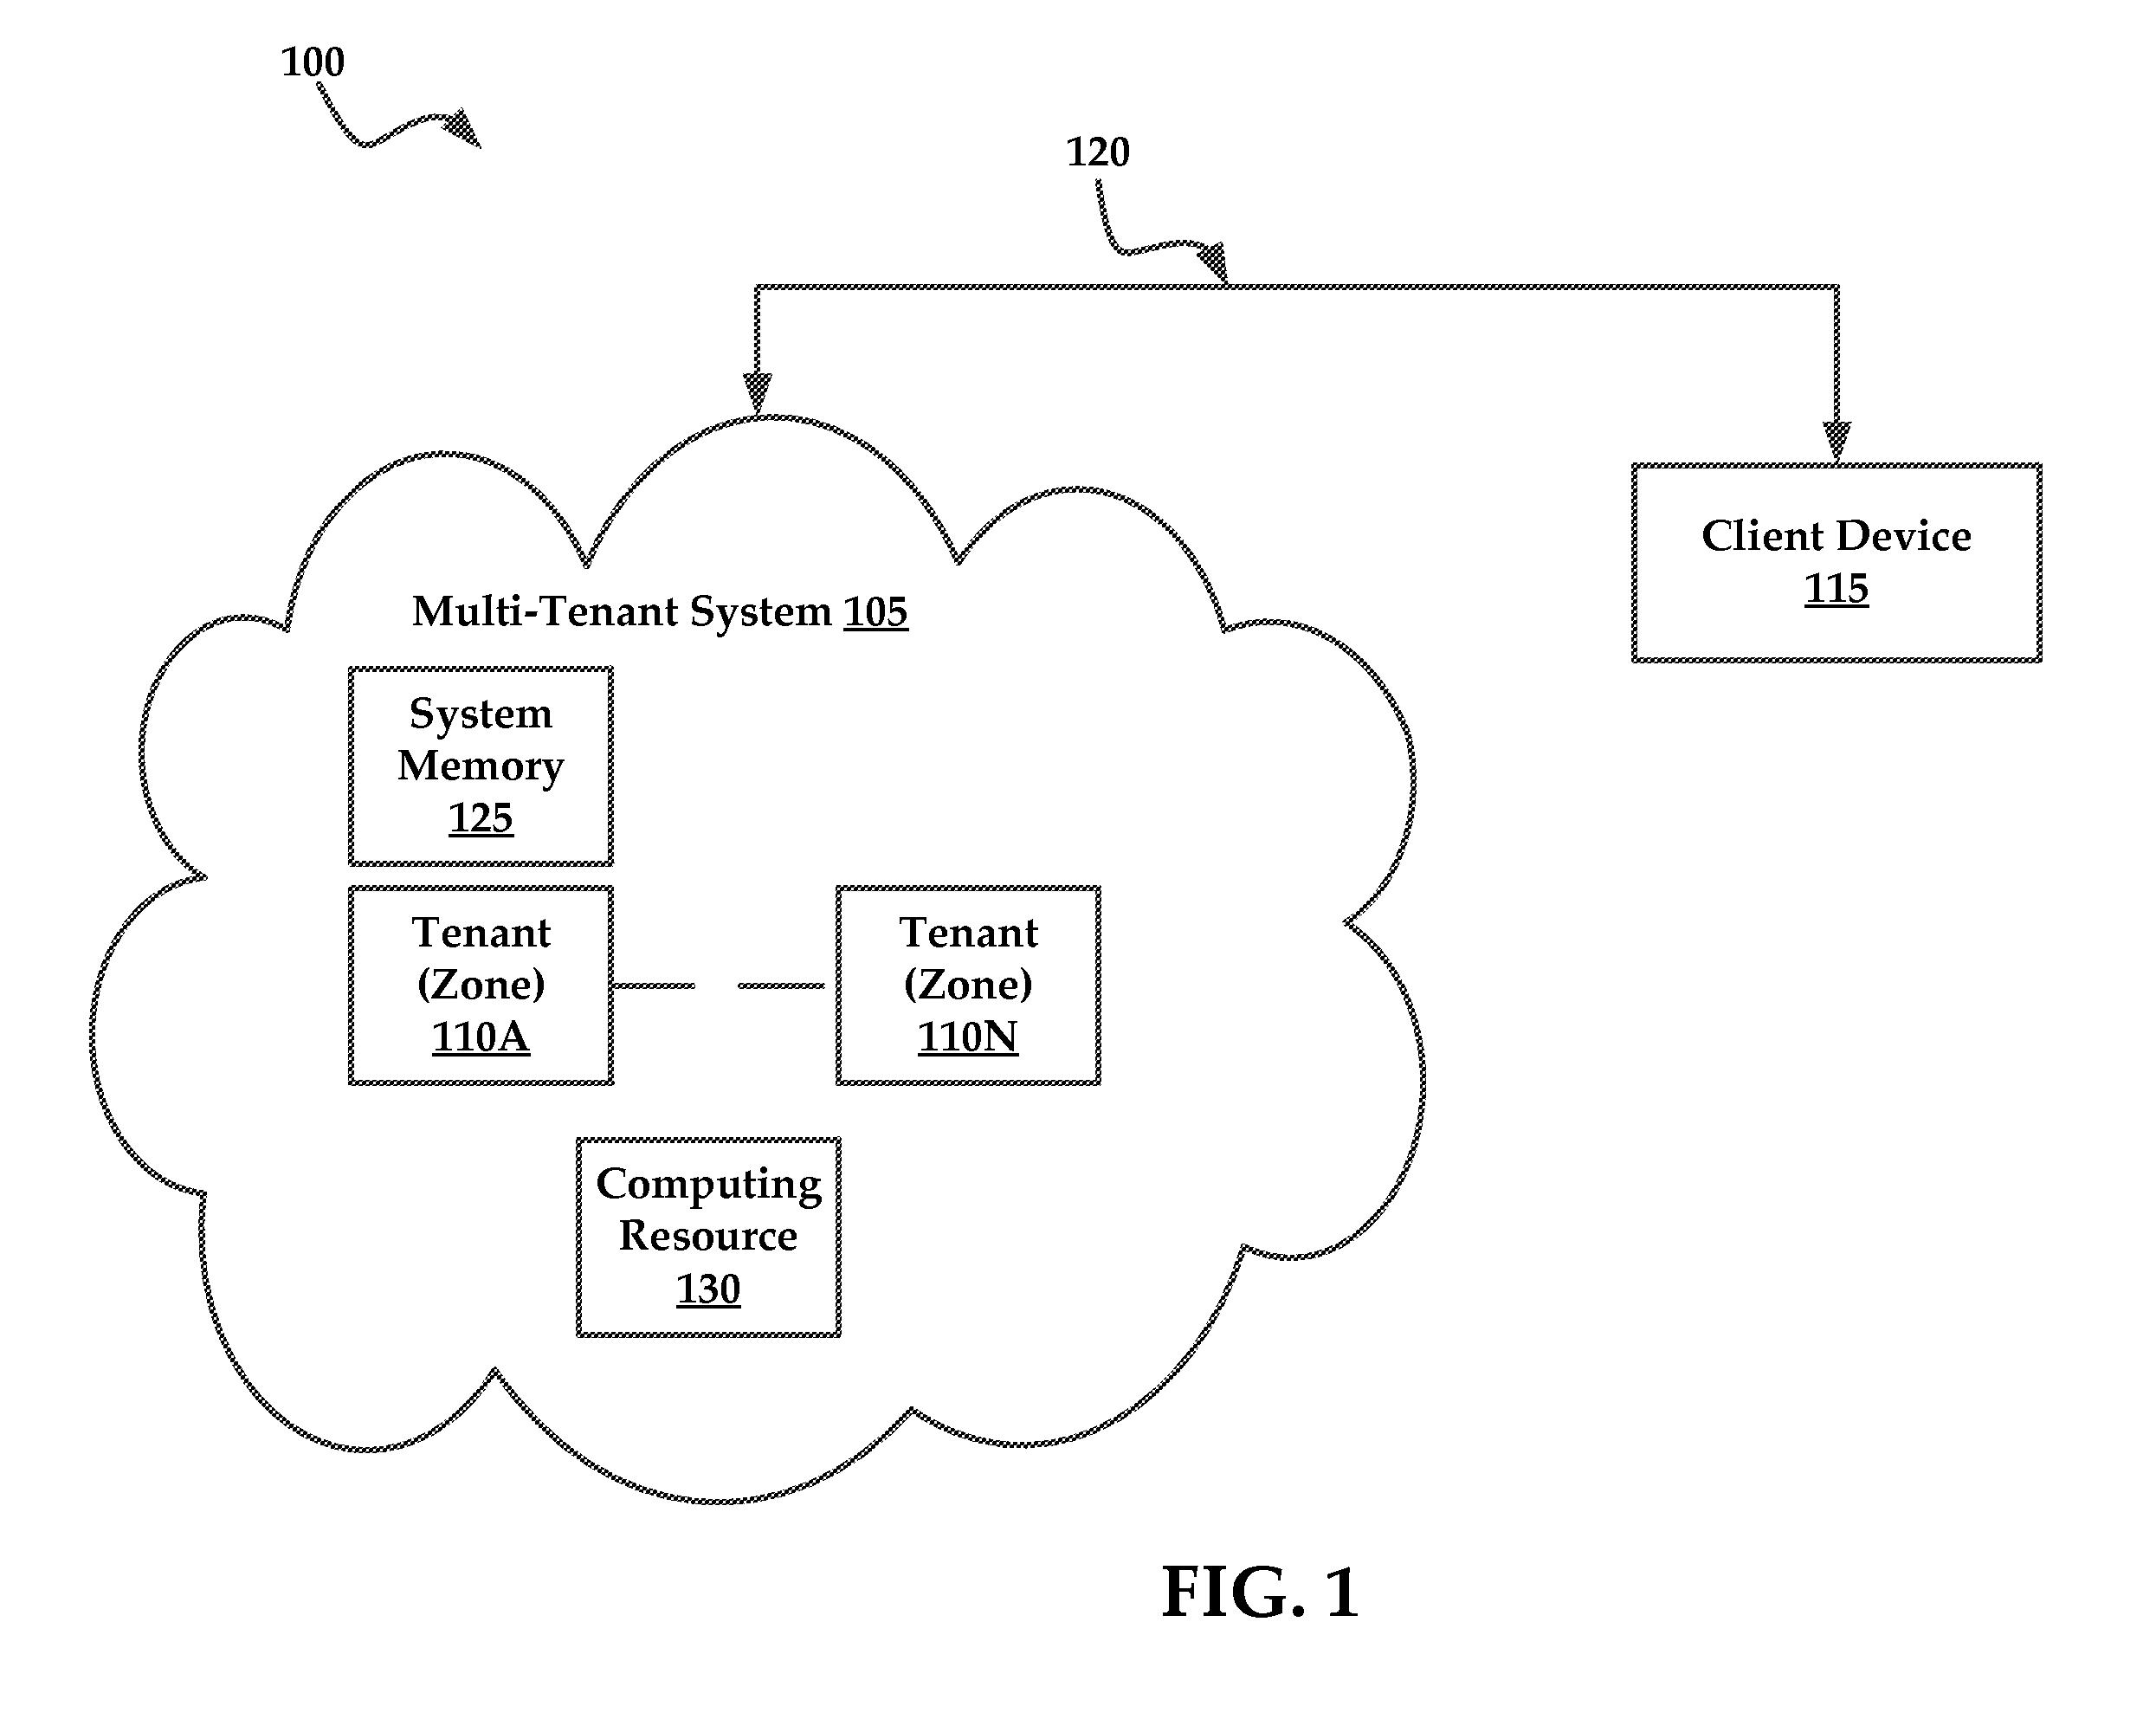 100
120
Client Device
115
Multi-Tenant System 105
System
Memory
125
Tenant
(Zone)
110A
Tenant
(Zone)
110N
Computing
Resource
130
FIG. 1